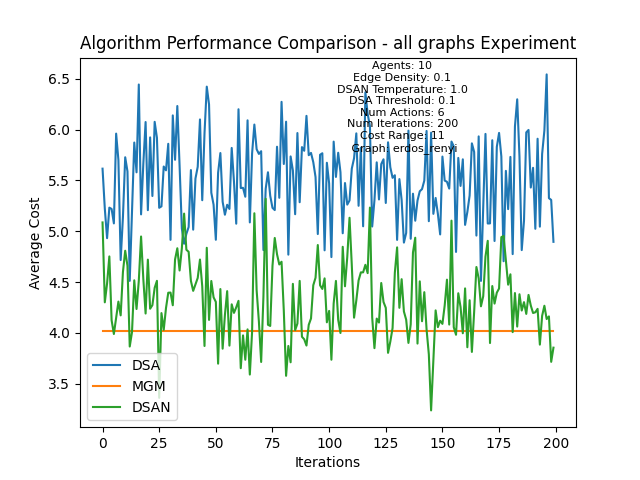 Algorithm Performance Comparison - all graphs Experiment
Agents: 10
Edge Density: 0.1
DSAN Temperature: 1.0
DSA Threshold: 0.1
Num Actions: 6
Num Iterations: 200
Cost Range: 11
Graph: erdos_renyi
Average Cost
6.5
6.0
5.5
5.0
4.5
4.0
3.5
DSA
MGM
DSAN
0 25 50 75 100 125 150 175 200
Iterations